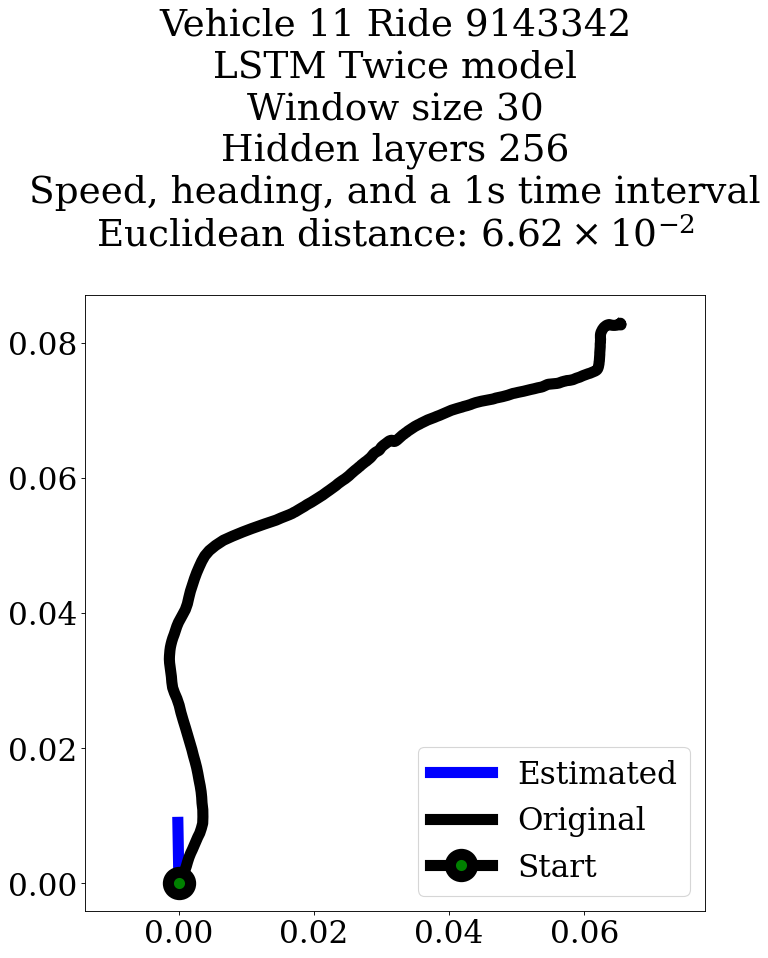 Vehicle 11 Ride 9143342
LSTM Twice model
Window size 30
Hidden layers 256
Speed, heading, and a 1s time interval
Euclidean distance: 6.62 × 10⁻²
0.08
0.06
0.04
0.02
0.00
Estimated
Original
Start
0.00 0.02 0.04 0.06